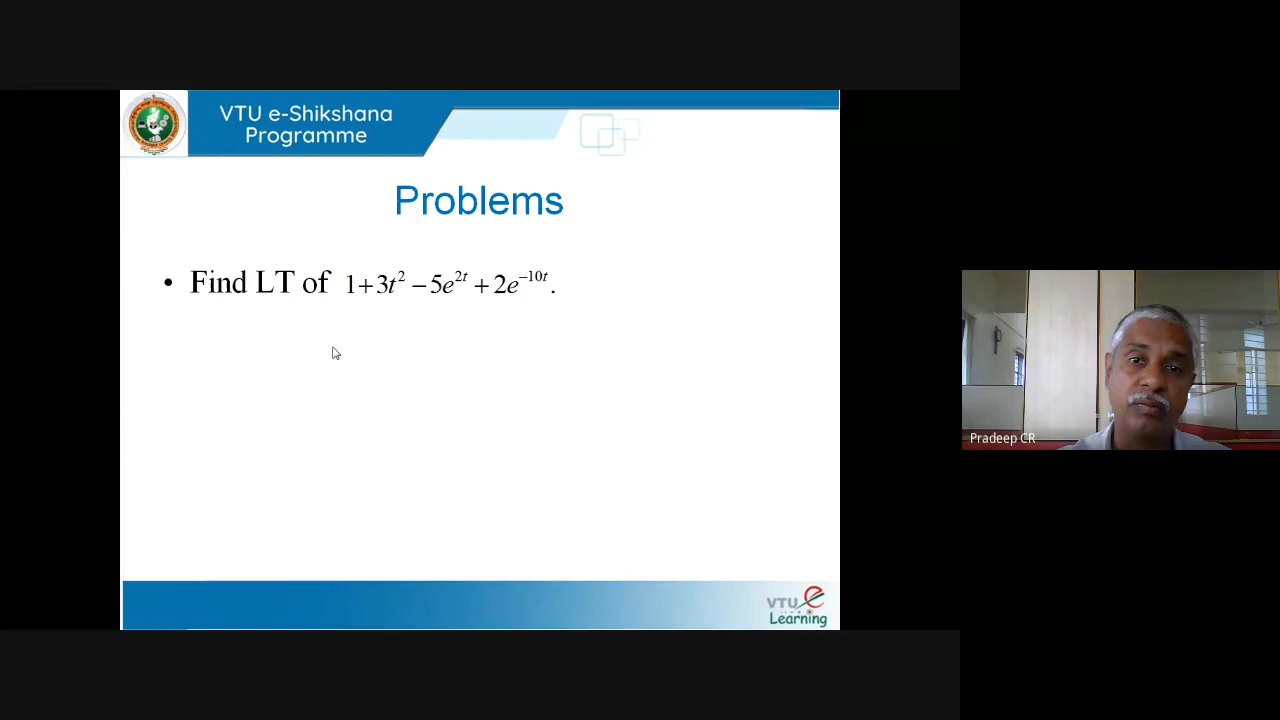 VTU e-Shikshana
Programme
Problems
• Find LT of 1+3t² − 5e^{2t} + 2e^{−10t}.
Pradeep CR
VTU e
Learning